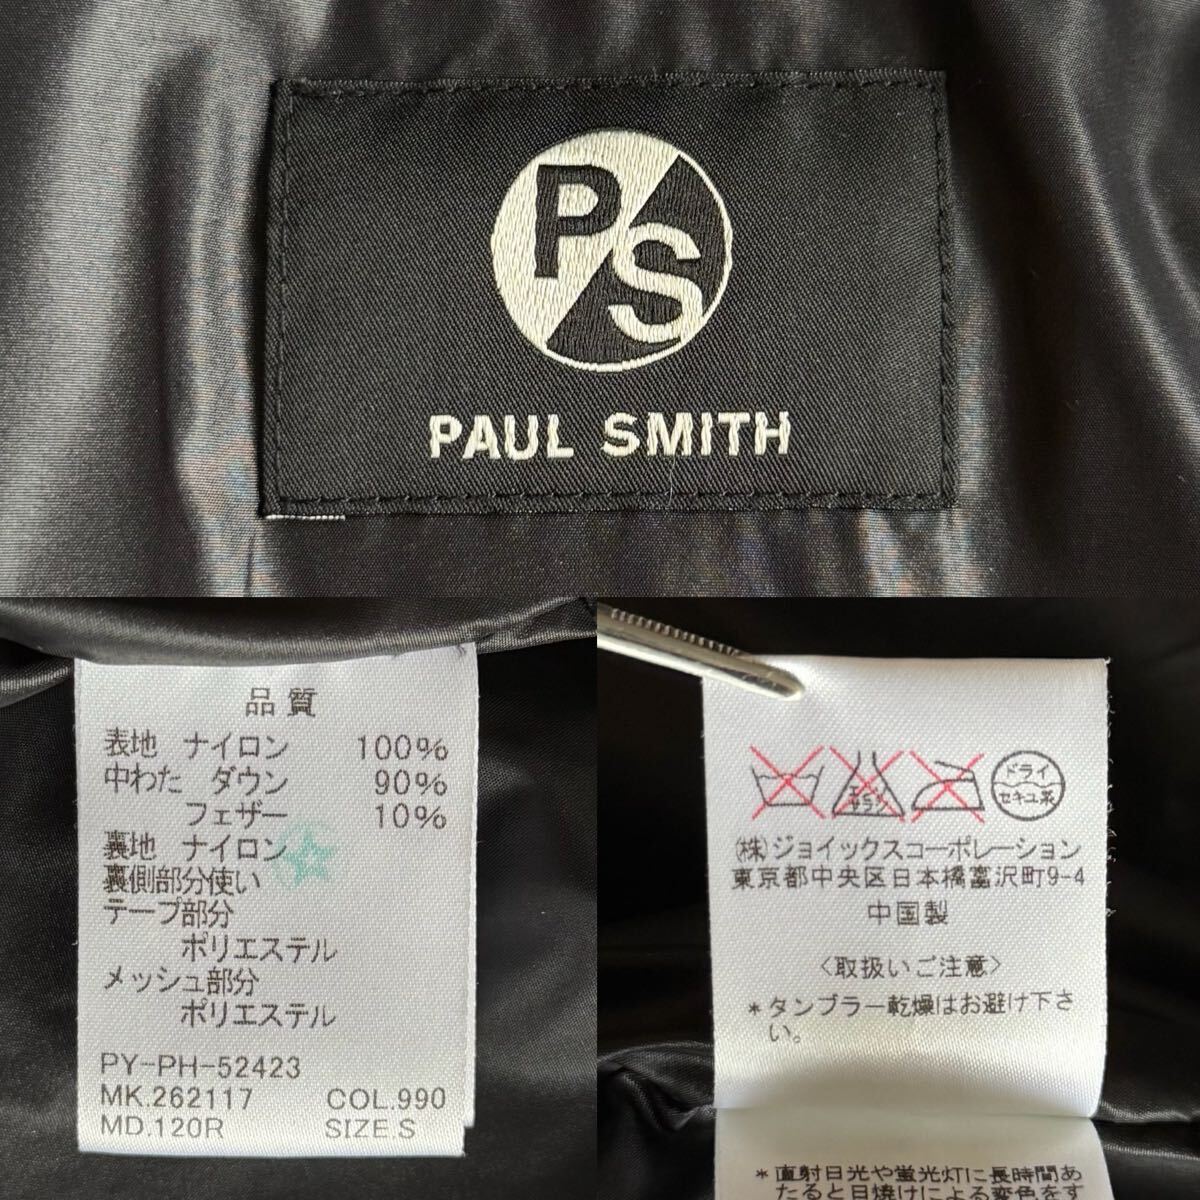 PS
PAUL SMITH
品質
表地 ナイロン 100%
中わた ダウン 90%
フェザー 10%
裏地 ナイロン
裏側部分使い
テープ部分
ポリエステル
メッシュ部分
ポリエステル
PY-PH-52423
MK.262117 COL.990
MD.120R SIZE.S
エンソサラシ
ドライ
セキユ系
(株)ジョイックスコーポレーション
東京都中央区日本橋富沢町9-4
中国製
〈取扱いご注意〉
*タンブラー乾燥はお避け下さ
い。
*直射日光や蛍光灯に長時間あ
たると日焼けによる変色をす